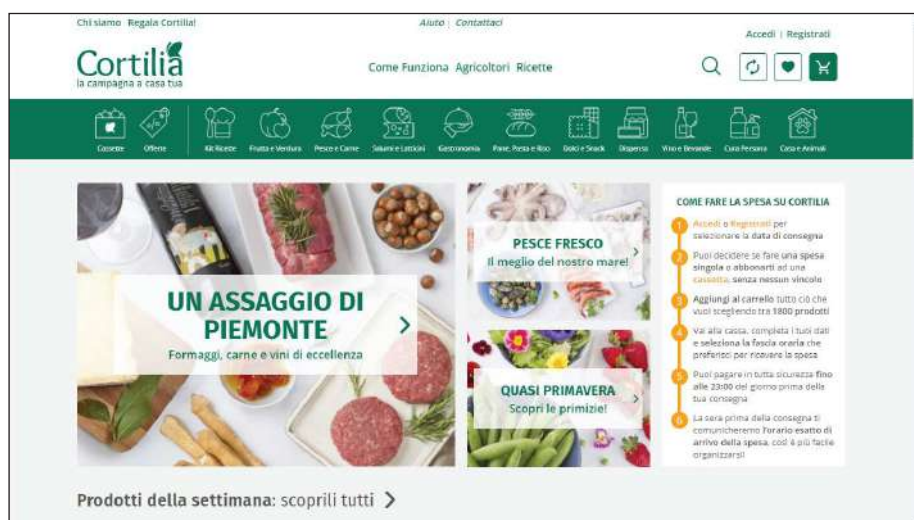 Chi siamo Regala Cortilia!
Aiuto | Contattaci
Accedi | Registrati
Cortilia
la campagna a casa tua
Come Funziona Agricoltori Ricette
Cassette Offerte Kit Ricette Frutta e Verdura Pesce e Carne Salumi e Latticini Gastronomia Pane, Pasta e Riso Dolci e Snack Dispensa Vino e Bevande Cura Persona Casa e Animali
UN ASSAGGIO DI
PIEMONTE
Formaggi, carne e vini di eccellenza
PESCE FRESCO
Il meglio del nostro mare!
QUASI PRIMAVERA
Scopri le primizie!
COME FARE LA SPESA SU CORTILIA
1 Accedi o Registrati per
selezionare la data di consegna
2 Puoi decidere se fare una spesa
singola o abbonarti ad una
cassetta, senza nessun vincolo
3 Aggiungi al carrello tutto ciò che
vuoi scegliendo tra 1800 prodotti
4 Vai alla cassa, completa i tuoi dati
e seleziona la fascia oraria che
preferisci per ricevere la spesa
5 Puoi pagare in tutta sicurezza fino
alle 23:00 del giorno prima della
tua consegna
6 La sera prima della consegna ti
comunicheremo l'orario esatto di
arrivo della spesa, così è più facile
organizzarsi!
Prodotti della settimana: scoprili tutti